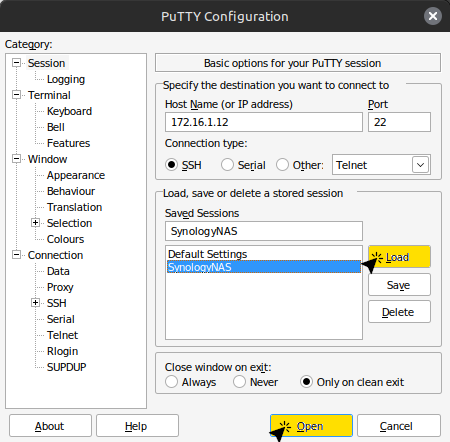 PuTTY Configuration
Category:
Session
Logging
Terminal
Keyboard
Bell
Features
Window
Appearance
Behaviour
Translation
Selection
Colours
Connection
Data
Proxy
SSH
Serial
Telnet
Rlogin
SUPDUP
Basic options for your PuTTY session
Specify the destination you want to connect to
Host Name (or IP address) Port
172.16.1.12 22
Connection type:
SSH Serial Other: Telnet
Load, save or delete a stored session
Saved Sessions
SynologyNAS
Default Settings
SynologyNAS
Load
Save
Delete
Close window on exit:
Always Never Only on clean exit
About Help Open Cancel